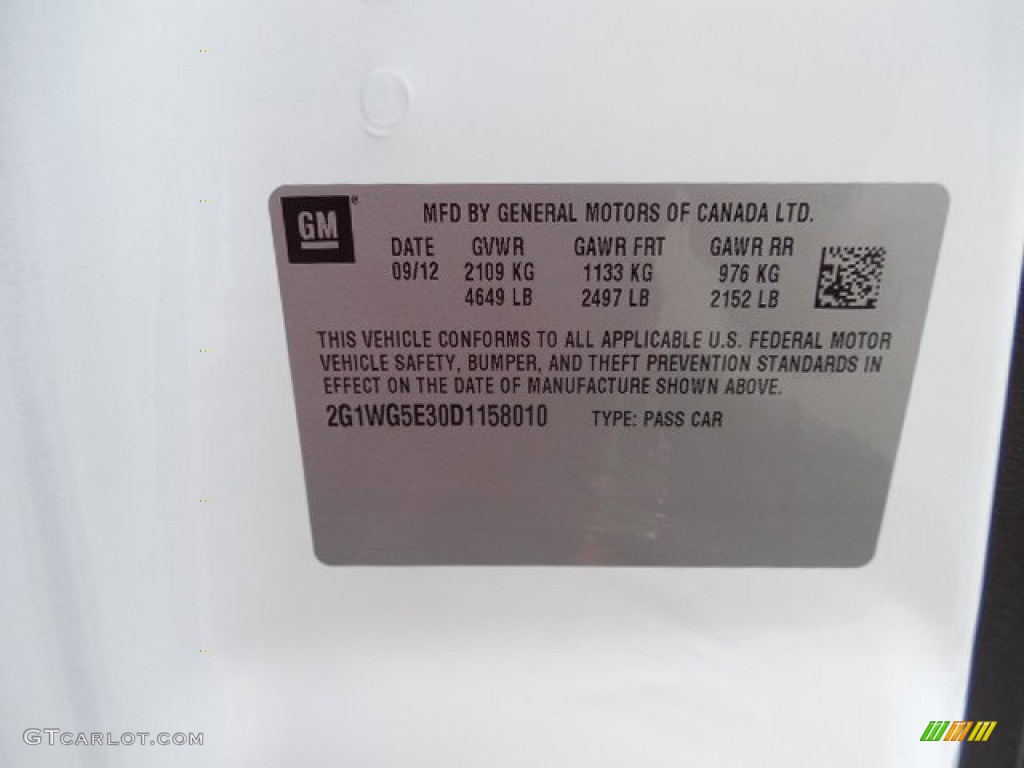 GM®
MFD BY GENERAL MOTORS OF CANADA LTD.
DATE GVWR GAWR FRT GAWR RR
09/12 2109 KG 1133 KG 976 KG
4649 LB 2497 LB 2152 LB
THIS VEHICLE CONFORMS TO ALL APPLICABLE U.S. FEDERAL MOTOR
VEHICLE SAFETY, BUMPER, AND THEFT PREVENTION STANDARDS IN
EFFECT ON THE DATE OF MANUFACTURE SHOWN ABOVE.
2G1WG5E30D1158010 TYPE: PASS CAR
GTCARLOT.COM